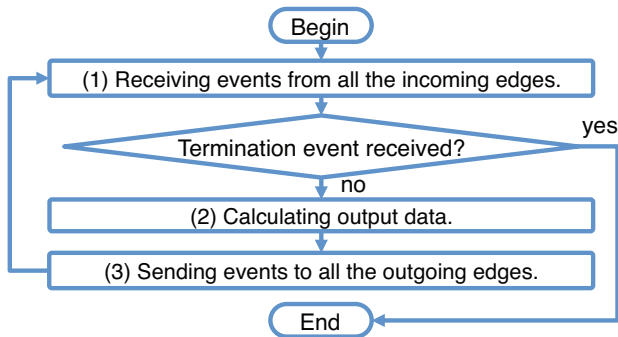 Begin
(1) Receiving events from all the incoming edges.
Termination event received?
yes
no
(2) Calculating output data.
(3) Sending events to all the outgoing edges.
End